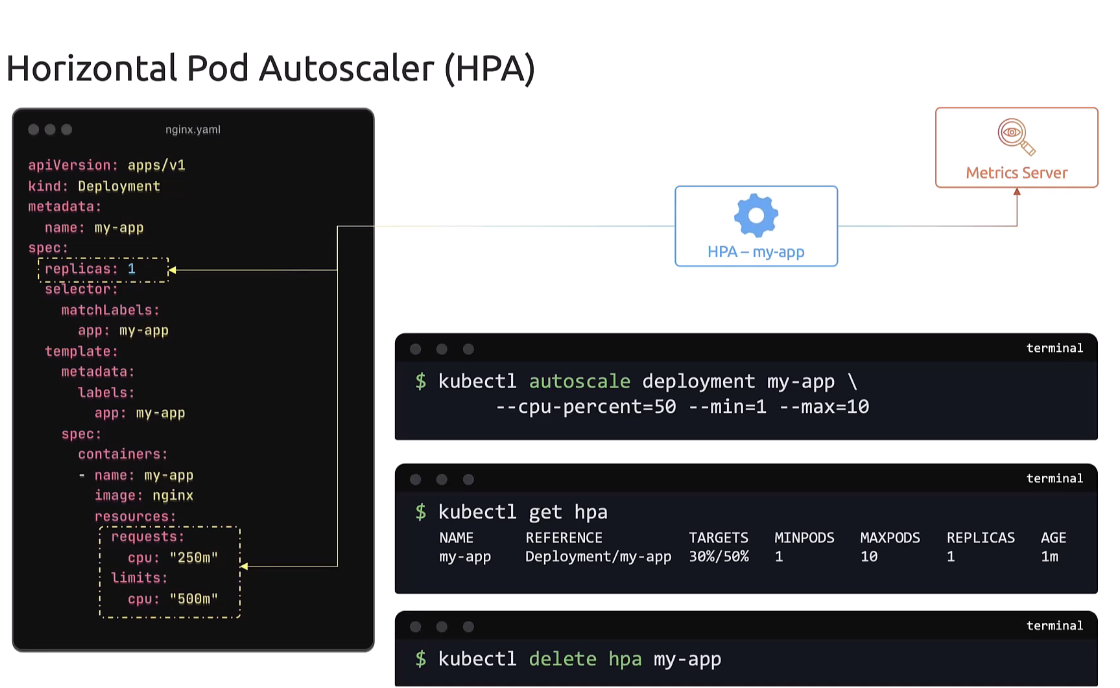 Horizontal Pod Autoscaler (HPA)
nginx.yaml
apiVersion: apps/v1
kind: Deployment
metadata:
  name: my-app
spec:
  replicas: 1
  selector:
    matchLabels:
      app: my-app
  template:
    metadata:
      labels:
        app: my-app
    spec:
      containers:
      - name: my-app
        image: nginx
        resources:
          requests:
            cpu: "250m"
          limits:
            cpu: "500m"
HPA – my-app
Metrics Server
terminal
$ kubectl autoscale deployment my-app \
      --cpu-percent=50 --min=1 --max=10
terminal
$ kubectl get hpa
NAME REFERENCE TARGETS MINPODS MAXPODS REPLICAS AGE
my-app Deployment/my-app 30%/50% 1 10 1 1m
terminal
$ kubectl delete hpa my-app